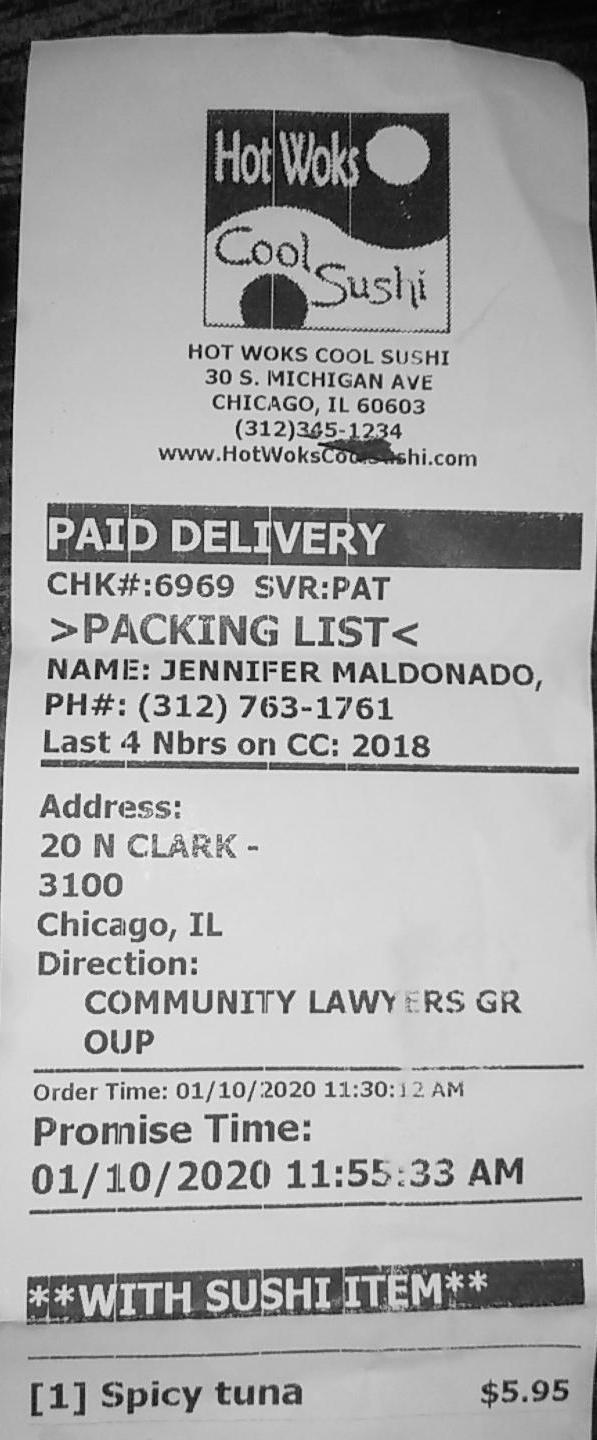 Hot Woks
Cool
Sushi
HOT WOKS COOL SUSHI
30 S. MICHIGAN AVE
CHICAGO, IL 60603
(312)345-1234
www.HotWoksCoolSushi.com
PAID DELIVERY
CHK#:6969 SVR:PAT
>PACKING LIST<
NAME: JENNIFER MALDONADO,
PH#: (312) 763-1761
Last 4 Nbrs on CC: 2018
Address:
20 N CLARK -
3100
Chicago, IL
Direction:
COMMUNITY LAWYERS GR
OUP
Order Time: 01/10/2020 11:30:12 AM
Promise Time:
01/10/2020 11:55:33 AM
**WITH SUSHI ITEM**
[1] Spicy tuna $5.95